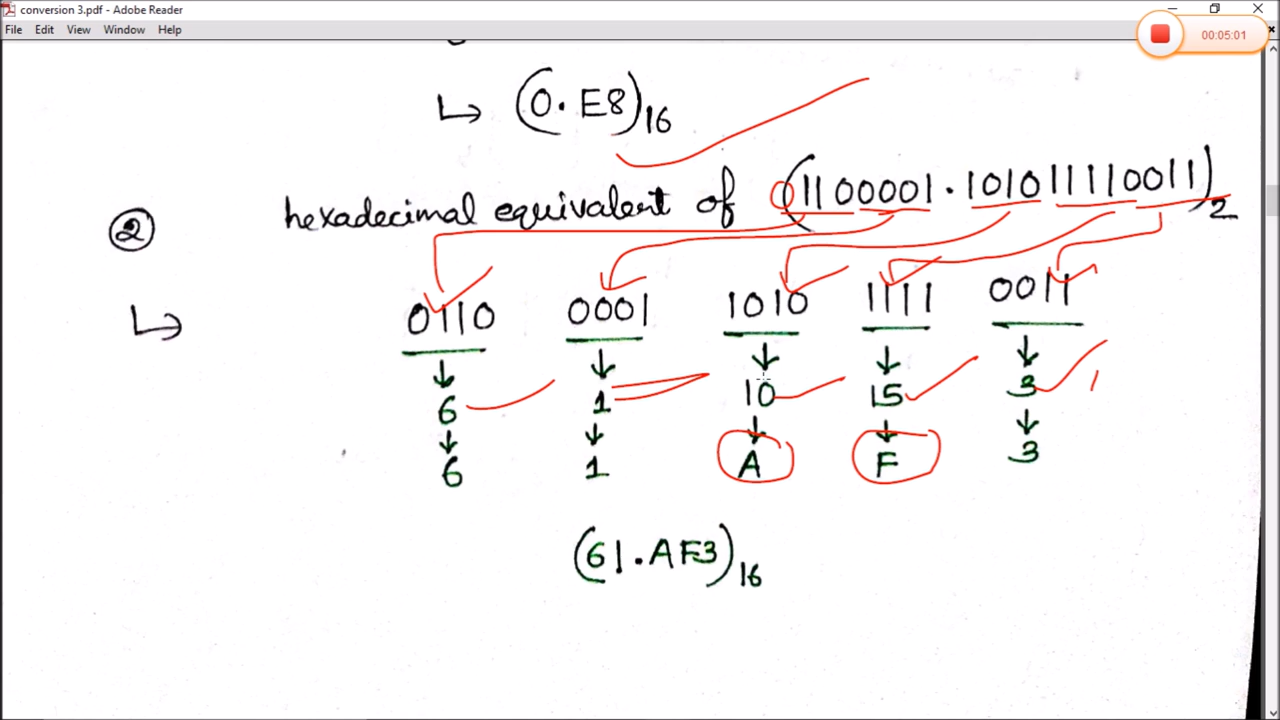 conversion 3.pdf - Adobe Reader
File Edit View Window Help
00:05:01
↳ (0.E8)16
② hexadecimal equivalent of 0(1100001.101011110011)2
↳ 0110 0001 1010 1111 0011
↓ ↓ ↓ ↓ ↓
6 1 10 15 3
↓ ↓ ↓ ↓ ↓
6 1 A F 3
(61.AF3)16